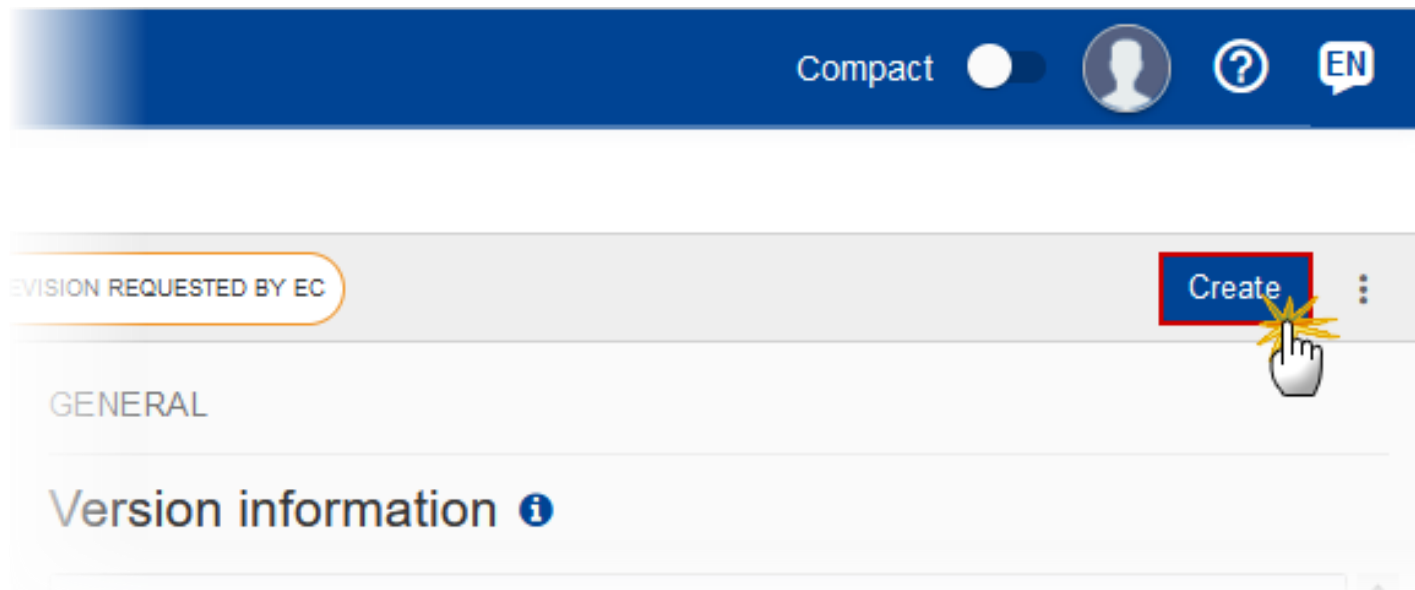 Compact
EN
EVISION REQUESTED BY EC
Create
GENERAL
Version information